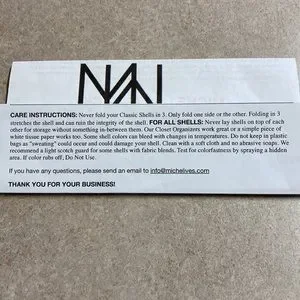 CARE INSTRUCTIONS: Never fold your Classic Shells in 3. Only fold one side or the other. Folding in 3
stretches the shell and can ruin the integrity of the shell. FOR ALL SHELLS: Never lay shells on top of each
other for storage without something in-between them. Our Closet Organizers work great or a simple piece of
white tissue paper works too. Some shells colors can bleed with changes in temperatures. Do not keep in plastic
bags as "sweating" could occur and could damage your shell. Clean with a soft cloth and no abrasive soaps. We
recommend a light scotch guard for some shells with fabric blends. Test for colorfastness by spraying a hidden
area. If color rubs off, Do Not Use.
If you have any questions, please send an email to info@michelives.com
THANK YOU FOR YOUR BUSINESS!